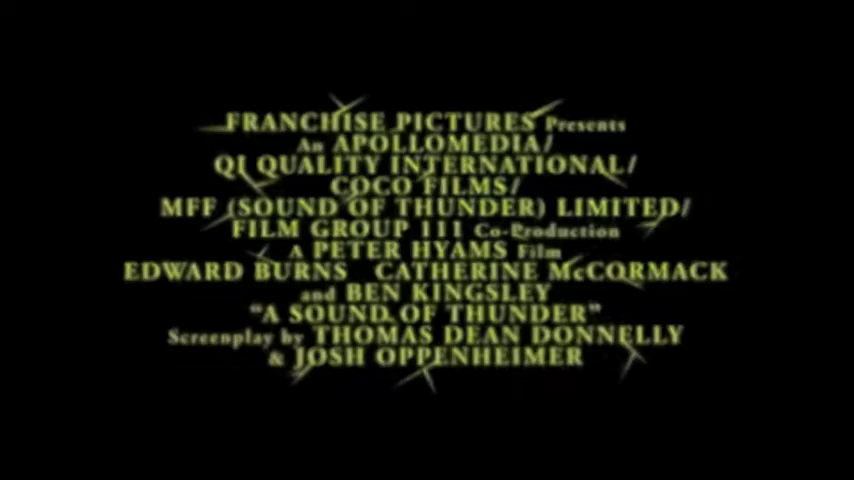 FRANCHISE PICTURES Presents
An APOLLOMEDIA/
QI QUALITY INTERNATIONAL/
COCO FILMS/
MFF (SOUND OF THUNDER) LIMITED/
FILM GROUP 111 Co-Production
A PETER HYAMS Film
EDWARD BURNS CATHERINE McCORMACK
and BEN KINGSLEY
“A SOUND OF THUNDER”
Screenplay by THOMAS DEAN DONNELLY
& JOSH OPPENHEIMER